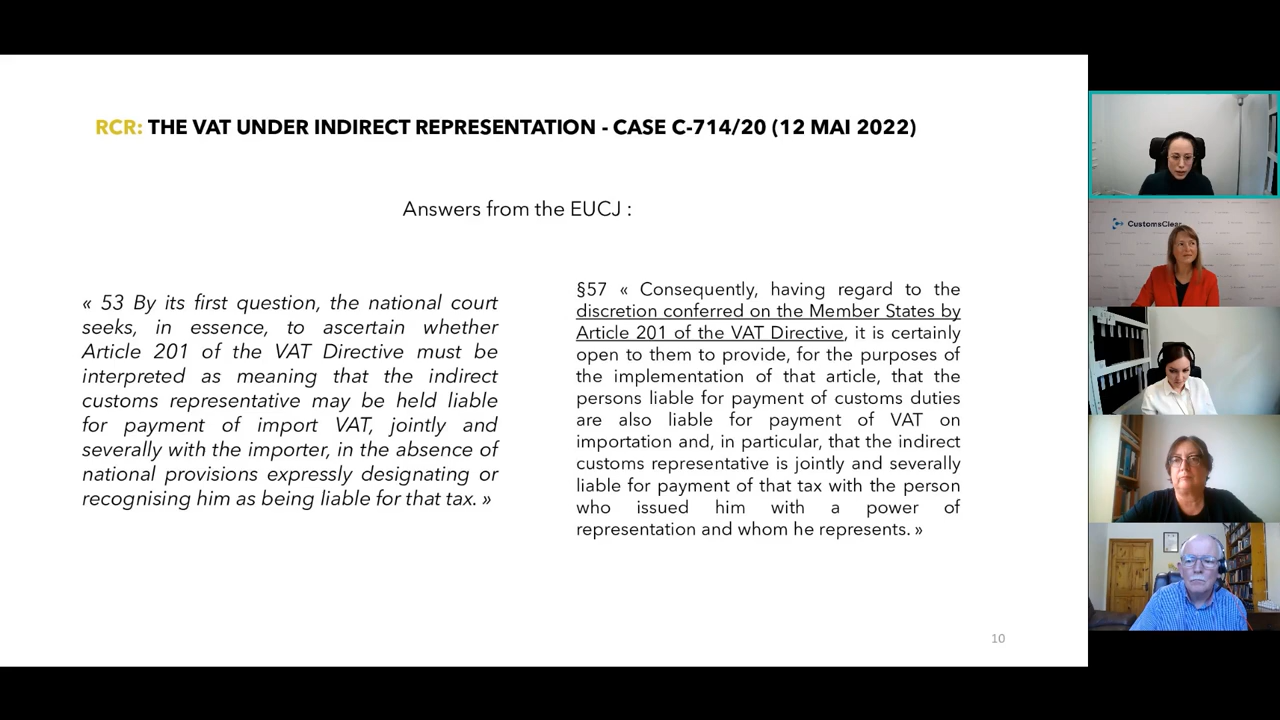 RCR: THE VAT UNDER INDIRECT REPRESENTATION - CASE C-714/20 (12 MAI 2022)
Answers from the EUCJ :
« 53 By its first question, the national court
seeks, in essence, to ascertain whether
Article 201 of the VAT Directive must be
interpreted as meaning that the indirect
customs representative may be held liable
for payment of import VAT, jointly and
severally with the importer, in the absence of
national provisions expressly designating or
recognising him as being liable for that tax. »
§57 « Consequently, having regard to the
discretion conferred on the Member States by
Article 201 of the VAT Directive, it is certainly
open to them to provide, for the purposes of
the implementation of that article, that the
persons liable for payment of customs duties
are also liable for payment of VAT on
importation and, in particular, that the indirect
customs representative is jointly and severally
liable for payment of that tax with the person
who issued him with a power of
representation and whom he represents. »
10
CustomsClear